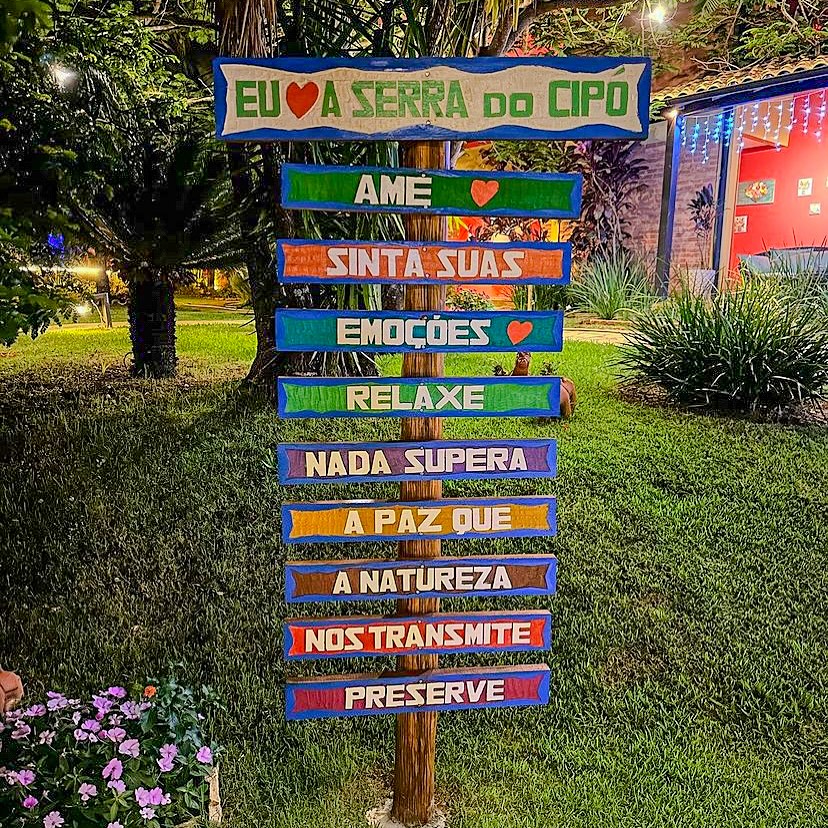 EU ❤ A SERRA DO CIPÓ
AME ❤
SINTA SUAS
EMOÇÕES ❤
RELAXE
NADA SUPERA
A PAZ QUE
A NATUREZA
NOS TRANSMITE
PRESERVE